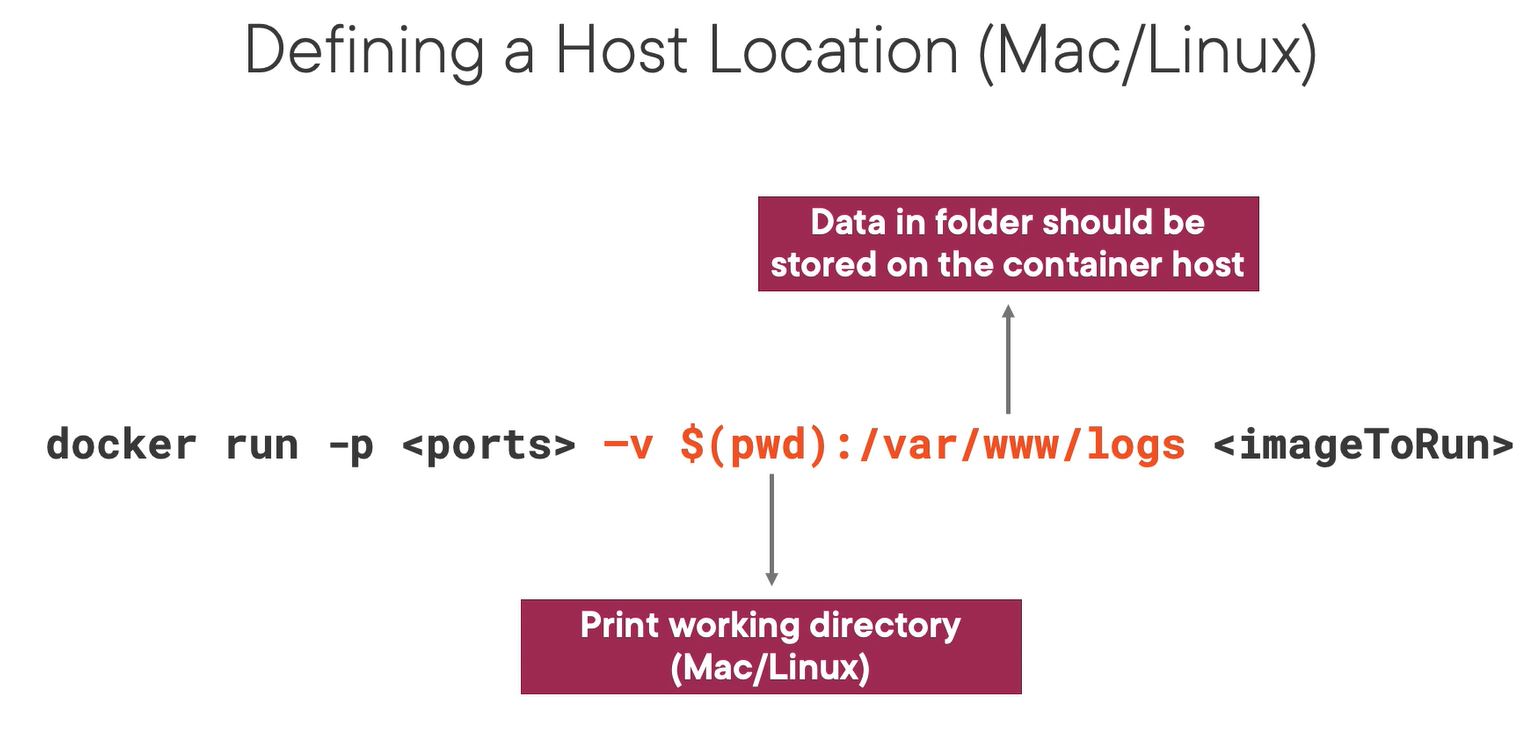 Defining a Host Location (Mac/Linux)
Data in folder should be
stored on the container host
docker run -p <ports> –v $(pwd):/var/www/logs <imageToRun>
Print working directory
(Mac/Linux)